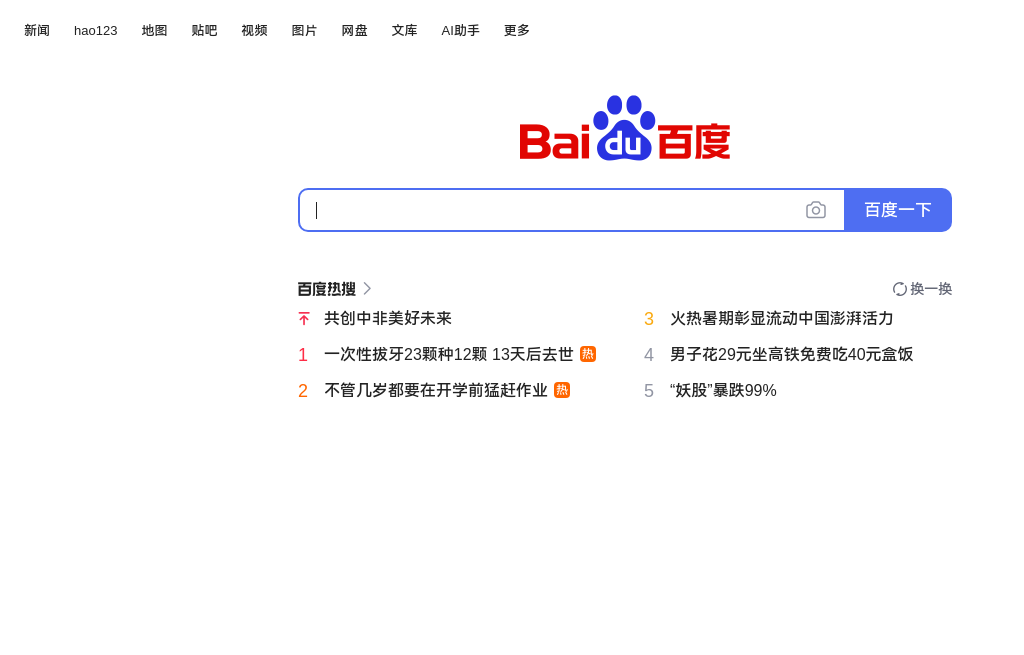 新闻 hao123 地图 贴吧 视频 图片 网盘 文库 AI助手 更多
Bai du 百度
百度一下
百度热搜 换一换
共创中非美好未来
1 一次性拔牙23颗种12颗 13天后去世 热
2 不管几岁都要在开学前猛赶作业 热
3 火热暑期彰显流动中国澎湃活力
4 男子花29元坐高铁免费吃40元盒饭
5 “妖股”暴跌99%